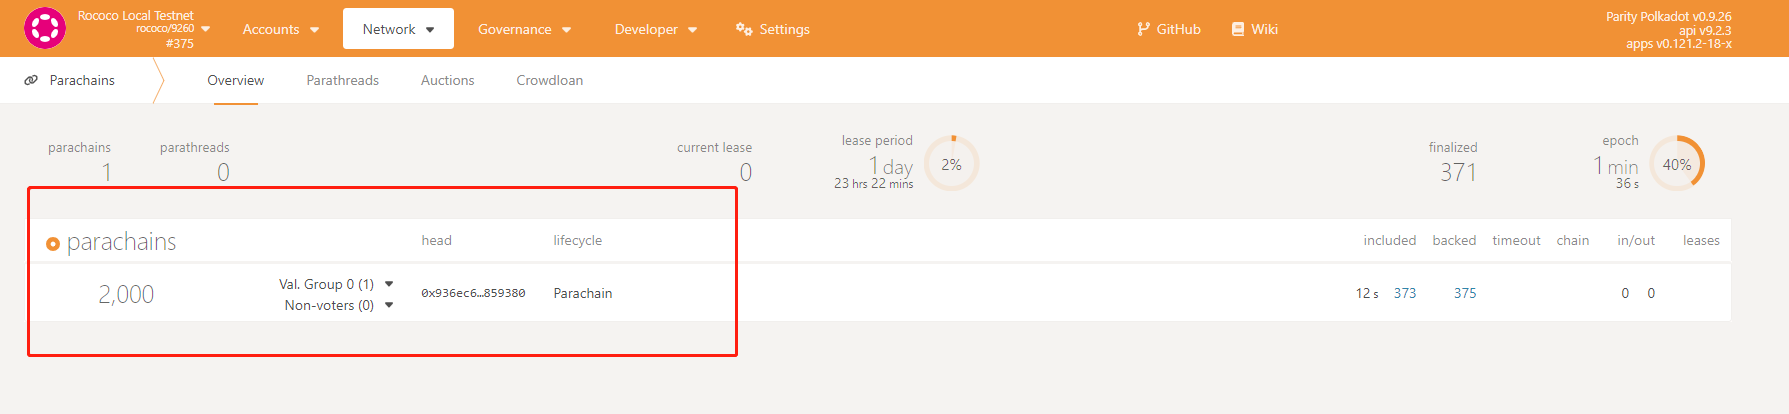 Rococo Local Testnet
rococo/9260
#375
Accounts
Network
Governance
Developer
Settings
GitHub
Wiki
Parity Polkadot v0.9.26
api v9.2.3
apps v0.121.2-18-x
Parachains
Overview
Parathreads
Auctions
Crowdloan
parachains
1
parathreads
0
current lease
0
lease period
1 day
23 hrs 22 mins
2%
finalized
371
epoch
1 min
36 s
40%
parachains head lifecycle included backed timeout chain in/out leases
2,000
Val. Group 0 (1)
Non-voters (0)
0x936ec6…859380
Parachain
12 s 373 375 0 0